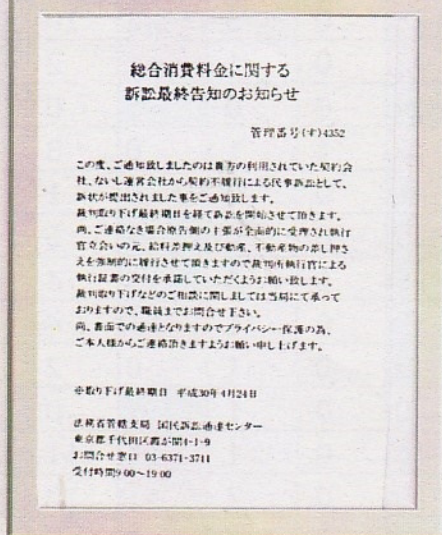 総合消費料金に関する
訴訟最終告知のお知らせ
管理番号(す)4352
この度、ご通知致しましたのは貴方の利用されていた契約会
社、ないし運営会社から契約不履行による民事訴訟として、
訴状が提出されました事をご通知致します。
裁判取り下げ最終期日を経て訴訟を開始させて頂きます。
尚、ご連絡なき場合原告側の主張が全面的に受理され執行
官立会いの元、給料差押え及び動産、不動産物の差し押さ
えを強制的に履行させて頂きますので裁判所執行官による
執行証書の交付を承諾していただくようお願い致します。
裁判取り下げなどのご相談に関しましては当局にて承って
おりますので、職員までお問合せ下さい。
尚、書面での通達となりますのでプライバシー保護の為、
ご本人様からご連絡頂きますようお願い申し上げます。
※取り下げ最終期日 平成30年4月24日
法務省管轄支局 国民訴訟通達センター
東京都千代田区霞が関4-1-9
お問合せ窓口 03-6371-3711
受付時間9:00～19:00